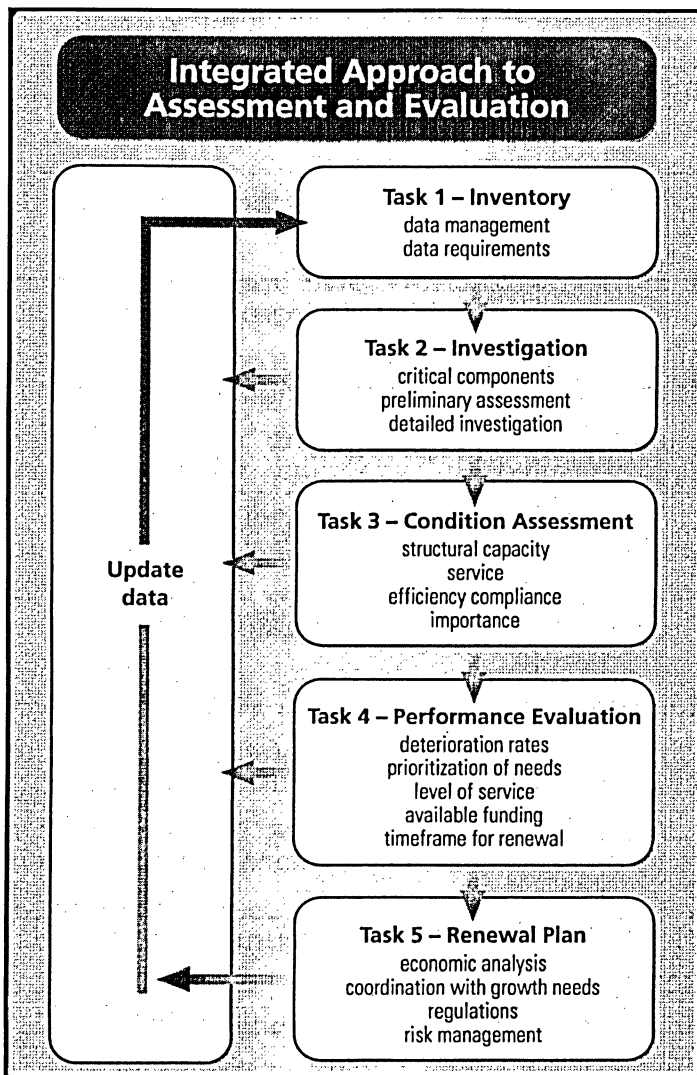 Integrated Approach to
Assessment and Evaluation
Task 1 – Inventory
data management
data requirements
Task 2 – Investigation
critical components
preliminary assessment
detailed investigation
Task 3 – Condition Assessment
structural capacity
service
efficiency compliance
importance
Update
data
Task 4 – Performance Evaluation
deterioration rates
prioritization of needs
level of service
available funding
timeframe for renewal
Task 5 – Renewal Plan
economic analysis
coordination with growth needs
regulations
risk management